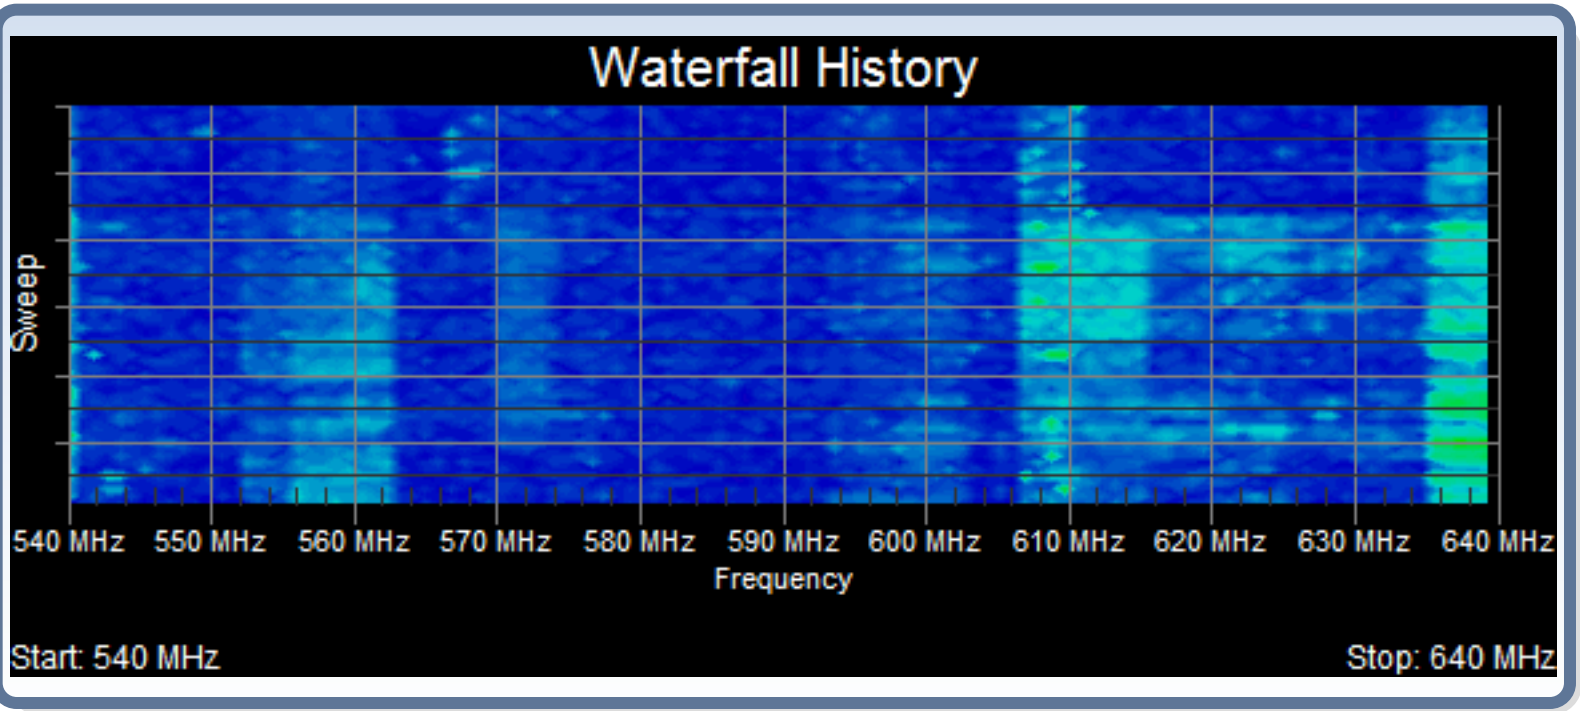 Waterfall History
Sweep
540 MHz 550 MHz 560 MHz 570 MHz 580 MHz 590 MHz 600 MHz 610 MHz 620 MHz 630 MHz 640 MHz
Frequency
Start: 540 MHz Stop: 640 MHz